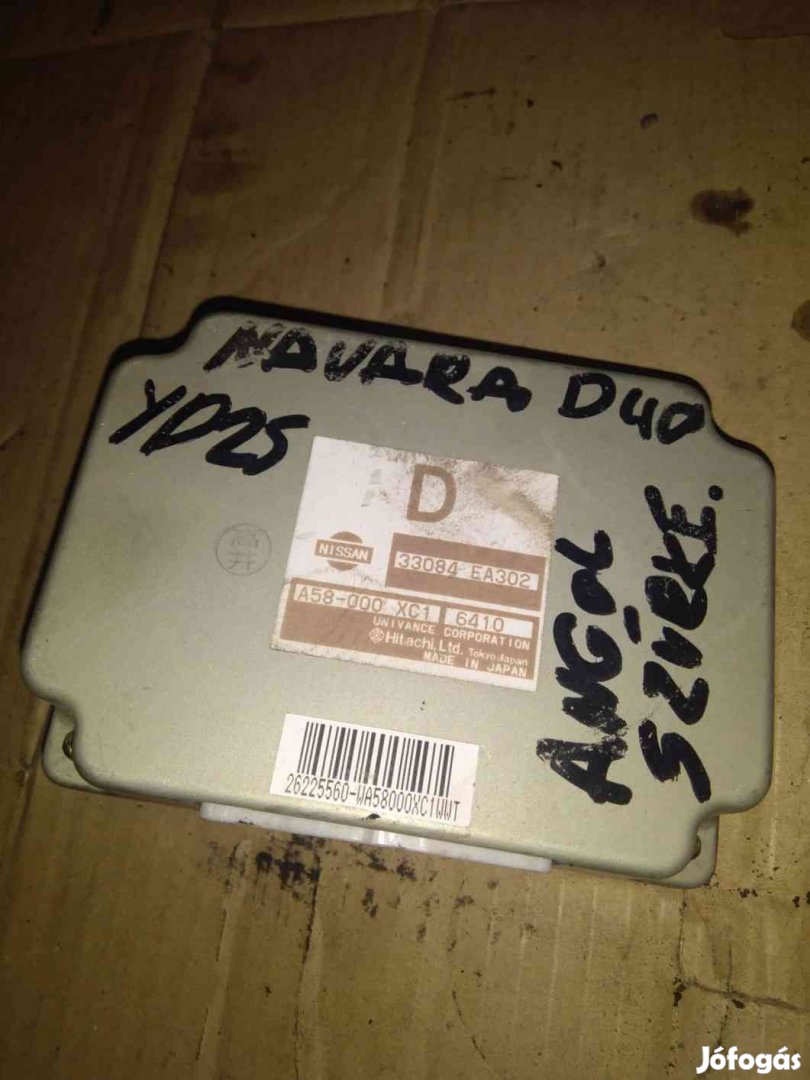 NAVARA D40
YD25
D
NISSAN
33084 EA302
A58-000 XC1 6410
UNIVANCE CORPORATION
Hitachi, Ltd. Tokyo Japan
MADE IN JAPAN
ANGOL
SZÜRKE.
26225560-WA58000XC1WWT
Jófogás